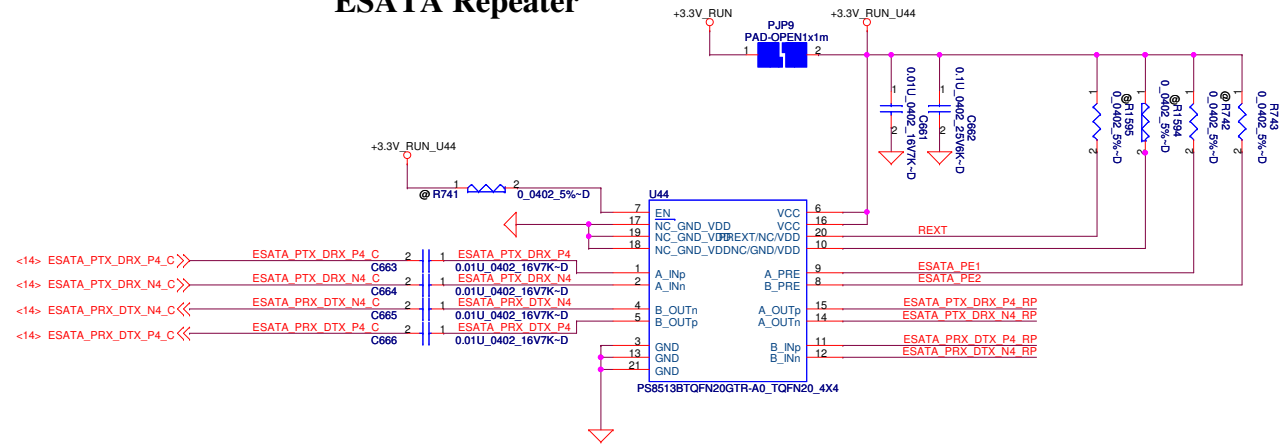 ESATA Repeater
+3.3V_RUN
+3.3V_RUN_U44
PJP9
PAD-OPEN1x1m
1
2
1
2
C661
0.01U_0402_16V7K~D
1
2
C662
0.1U_0402_25V6K~D
1
2
@R1595
0_0402_5%~D
1
2
@R1594
0_0402_5%~D
1
2
@R742
0_0402_5%~D
1
2
R743
0_0402_5%~D
+3.3V_RUN_U44
@ R741
1
2
0_0402_5%~D
U44
7 EN
17 NC_GND_VDD
19 NC_GND_VDD
18 NC_GND_VDD
1 A_INp
2 A_INn
4 B_OUTn
5 B_OUTp
3 GND
13 GND
21 GND
VCC 6
VCC 16
REXT/NC/VDD 20
NC/GND/VDD 10
A_PRE 9
B_PRE 8
A_OUTp 15
A_OUTn 14
B_INp 11
B_INn 12
REXT
ESATA_PE1
ESATA_PE2
ESATA_PTX_DRX_P4_RP
ESATA_PTX_DRX_N4_RP
ESATA_PRX_DTX_P4_RP
ESATA_PRX_DTX_N4_RP
<14> ESATA_PTX_DRX_P4_C ESATA_PTX_DRX_P4_C 2 1 ESATA_PTX_DRX_P4
C663 0.01U_0402_16V7K~D
<14> ESATA_PTX_DRX_N4_C ESATA_PTX_DRX_N4_C 2 1 ESATA_PTX_DRX_N4
C664 0.01U_0402_16V7K~D
<14> ESATA_PRX_DTX_N4_C ESATA_PRX_DTX_N4_C 2 1 ESATA_PRX_DTX_N4
C665 0.01U_0402_16V7K~D
<14> ESATA_PRX_DTX_P4_C ESATA_PRX_DTX_P4_C 2 1 ESATA_PRX_DTX_P4
C666 0.01U_0402_16V7K~D
PS8513BTQFN20GTR-A0_TQFN20_4X4